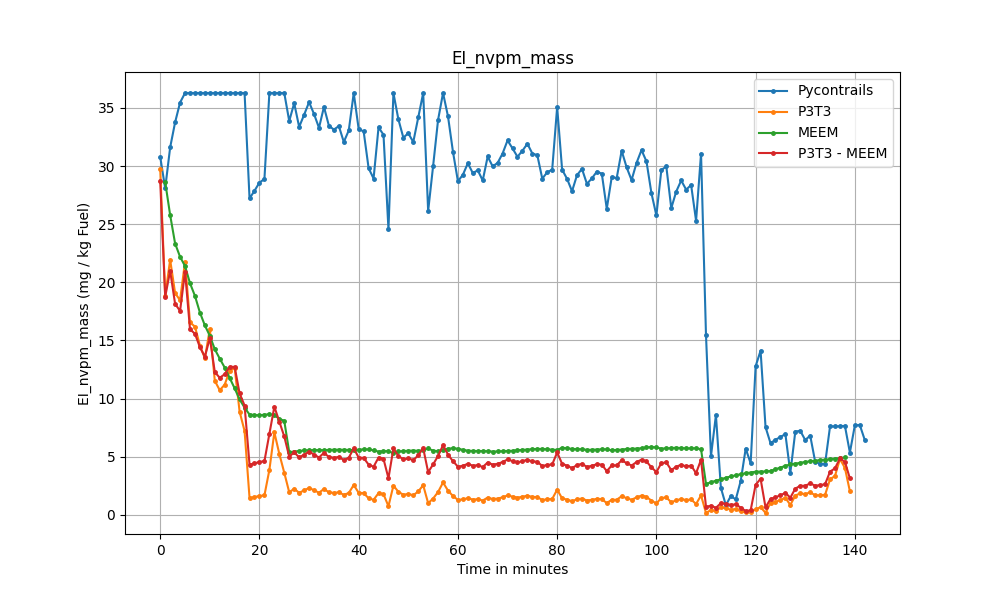 EI_nvpm_mass
Pycontrails
P3T3
MEEM
P3T3 - MEEM
EI_nvpm_mass (mg / kg Fuel)
35
30
25
20
15
10
5
0
0 20 40 60 80 100 120 140
Time in minutes